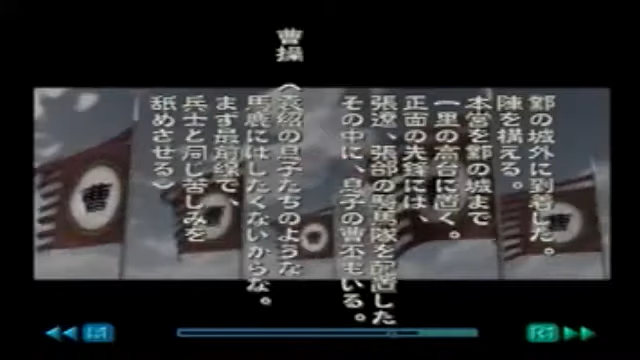 鄴の城外に到着した。
陣を構える。
本営を鄴の城まで
一里の高台に置く。
正面の先鋒には、
張遼、張郃の騎馬隊を配置した
その中に、息子の曹丕もいる。
曹操（袁紹の息子たちのような
馬鹿にはしたくないからな。
まず最前線で、
兵士と同じ苦しみを
舐めさせる）
曹
曹
L1
R1